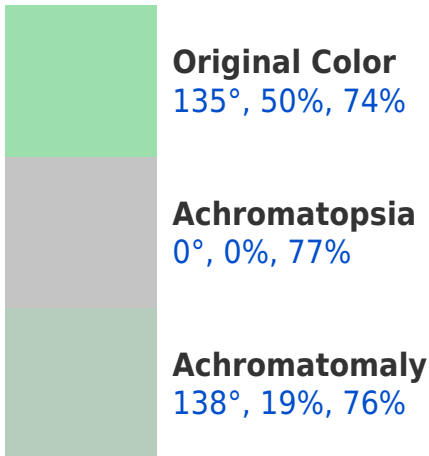 Original Color
135°, 50%, 74%
Achromatopsia
0°, 0%, 77%
Achromatomaly
138°, 19%, 76%